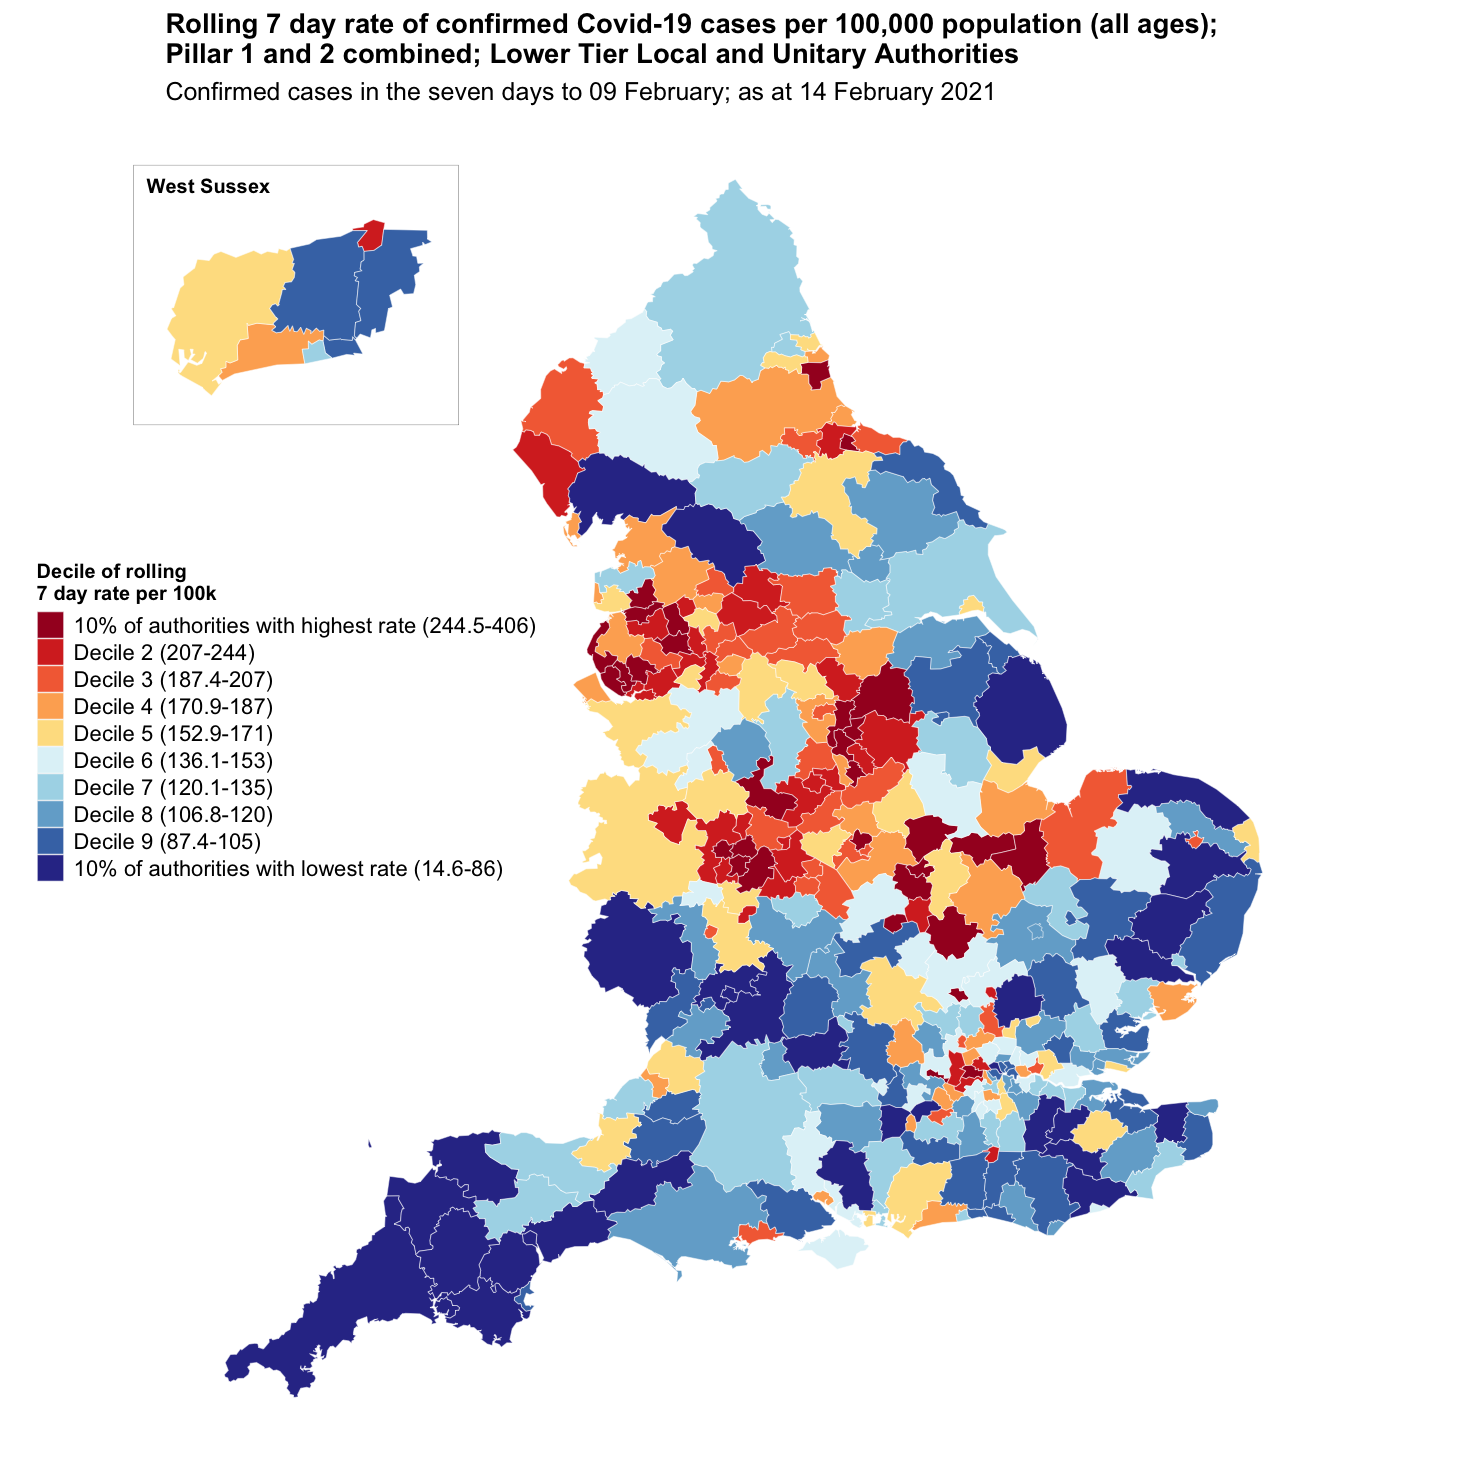 Rolling 7 day rate of confirmed Covid-19 cases per 100,000 population (all ages);
Pillar 1 and 2 combined; Lower Tier Local and Unitary Authorities
Confirmed cases in the seven days to 09 February; as at 14 February 2021
West Sussex
Decile of rolling
7 day rate per 100k
10% of authorities with highest rate (244.5-406)
Decile 2 (207-244)
Decile 3 (187.4-207)
Decile 4 (170.9-187)
Decile 5 (152.9-171)
Decile 6 (136.1-153)
Decile 7 (120.1-135)
Decile 8 (106.8-120)
Decile 9 (87.4-105)
10% of authorities with lowest rate (14.6-86)